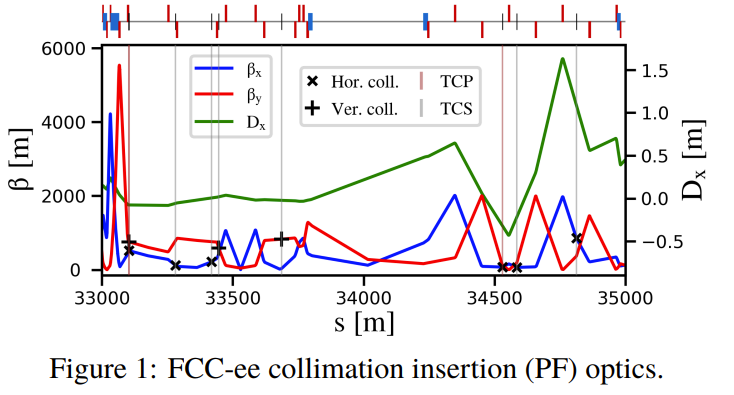 6000
4000
2000
0
β [m]
βx
βy
Dx
Hor. coll.
Ver. coll.
TCP
TCS
1.5
1.0
0.5
0.0
−0.5
Dx [m]
33000 33500 34000 34500 35000
s [m]
Figure 1: FCC-ee collimation insertion (PF) optics.